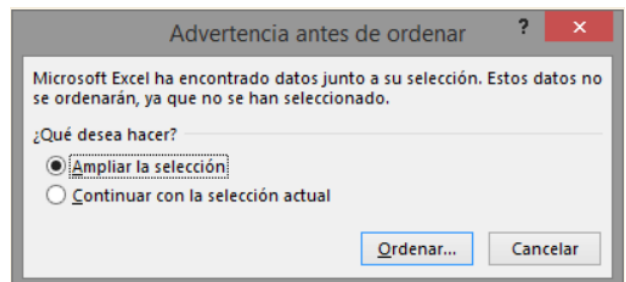 Advertencia antes de ordenar ? ×
Microsoft Excel ha encontrado datos junto a su selección. Estos datos no
se ordenarán, ya que no se han seleccionado.
¿Qué desea hacer?
Ampliar la selección
Continuar con la selección actual
Ordenar... Cancelar